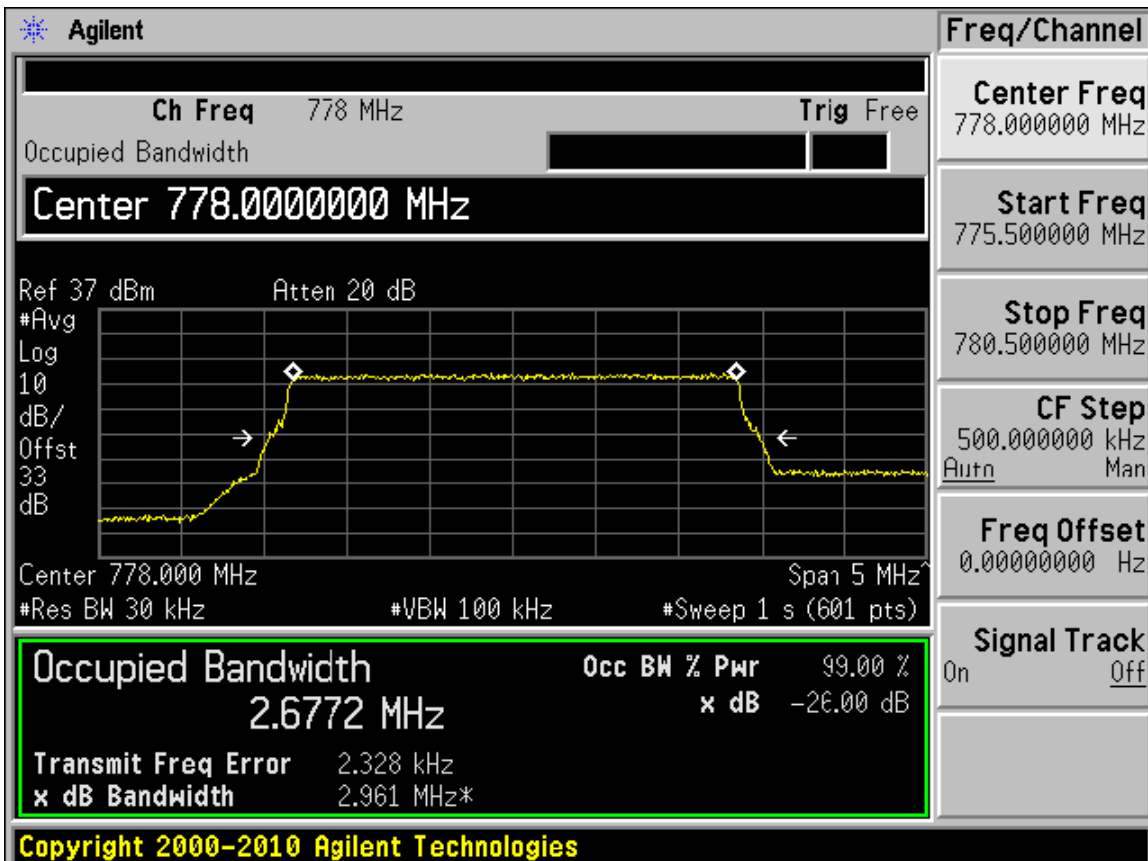 Agilent
Freq/Channel
Ch Freq 778 MHz Trig Free
Occupied Bandwidth
Center 778.0000000 MHz
Ref 37 dBm Atten 20 dB
#Avg
Log
10
dB/
Offst
33
dB
Center 778.000 MHz Span 5 MHz^
#Res BW 30 kHz #VBW 100 kHz #Sweep 1 s (601 pts)
Occupied Bandwidth
2.6772 MHz
Occ BW % Pwr 99.00 %
x dB -26.00 dB
Transmit Freq Error 2.328 kHz
x dB Bandwidth 2.961 MHz*
Copyright 2000-2010 Agilent Technologies
Center Freq
778.000000 MHz
Start Freq
775.500000 MHz
Stop Freq
780.500000 MHz
CF Step
500.000000 kHz
Auto Man
Freq Offset
0.00000000 Hz
Signal Track
On Off